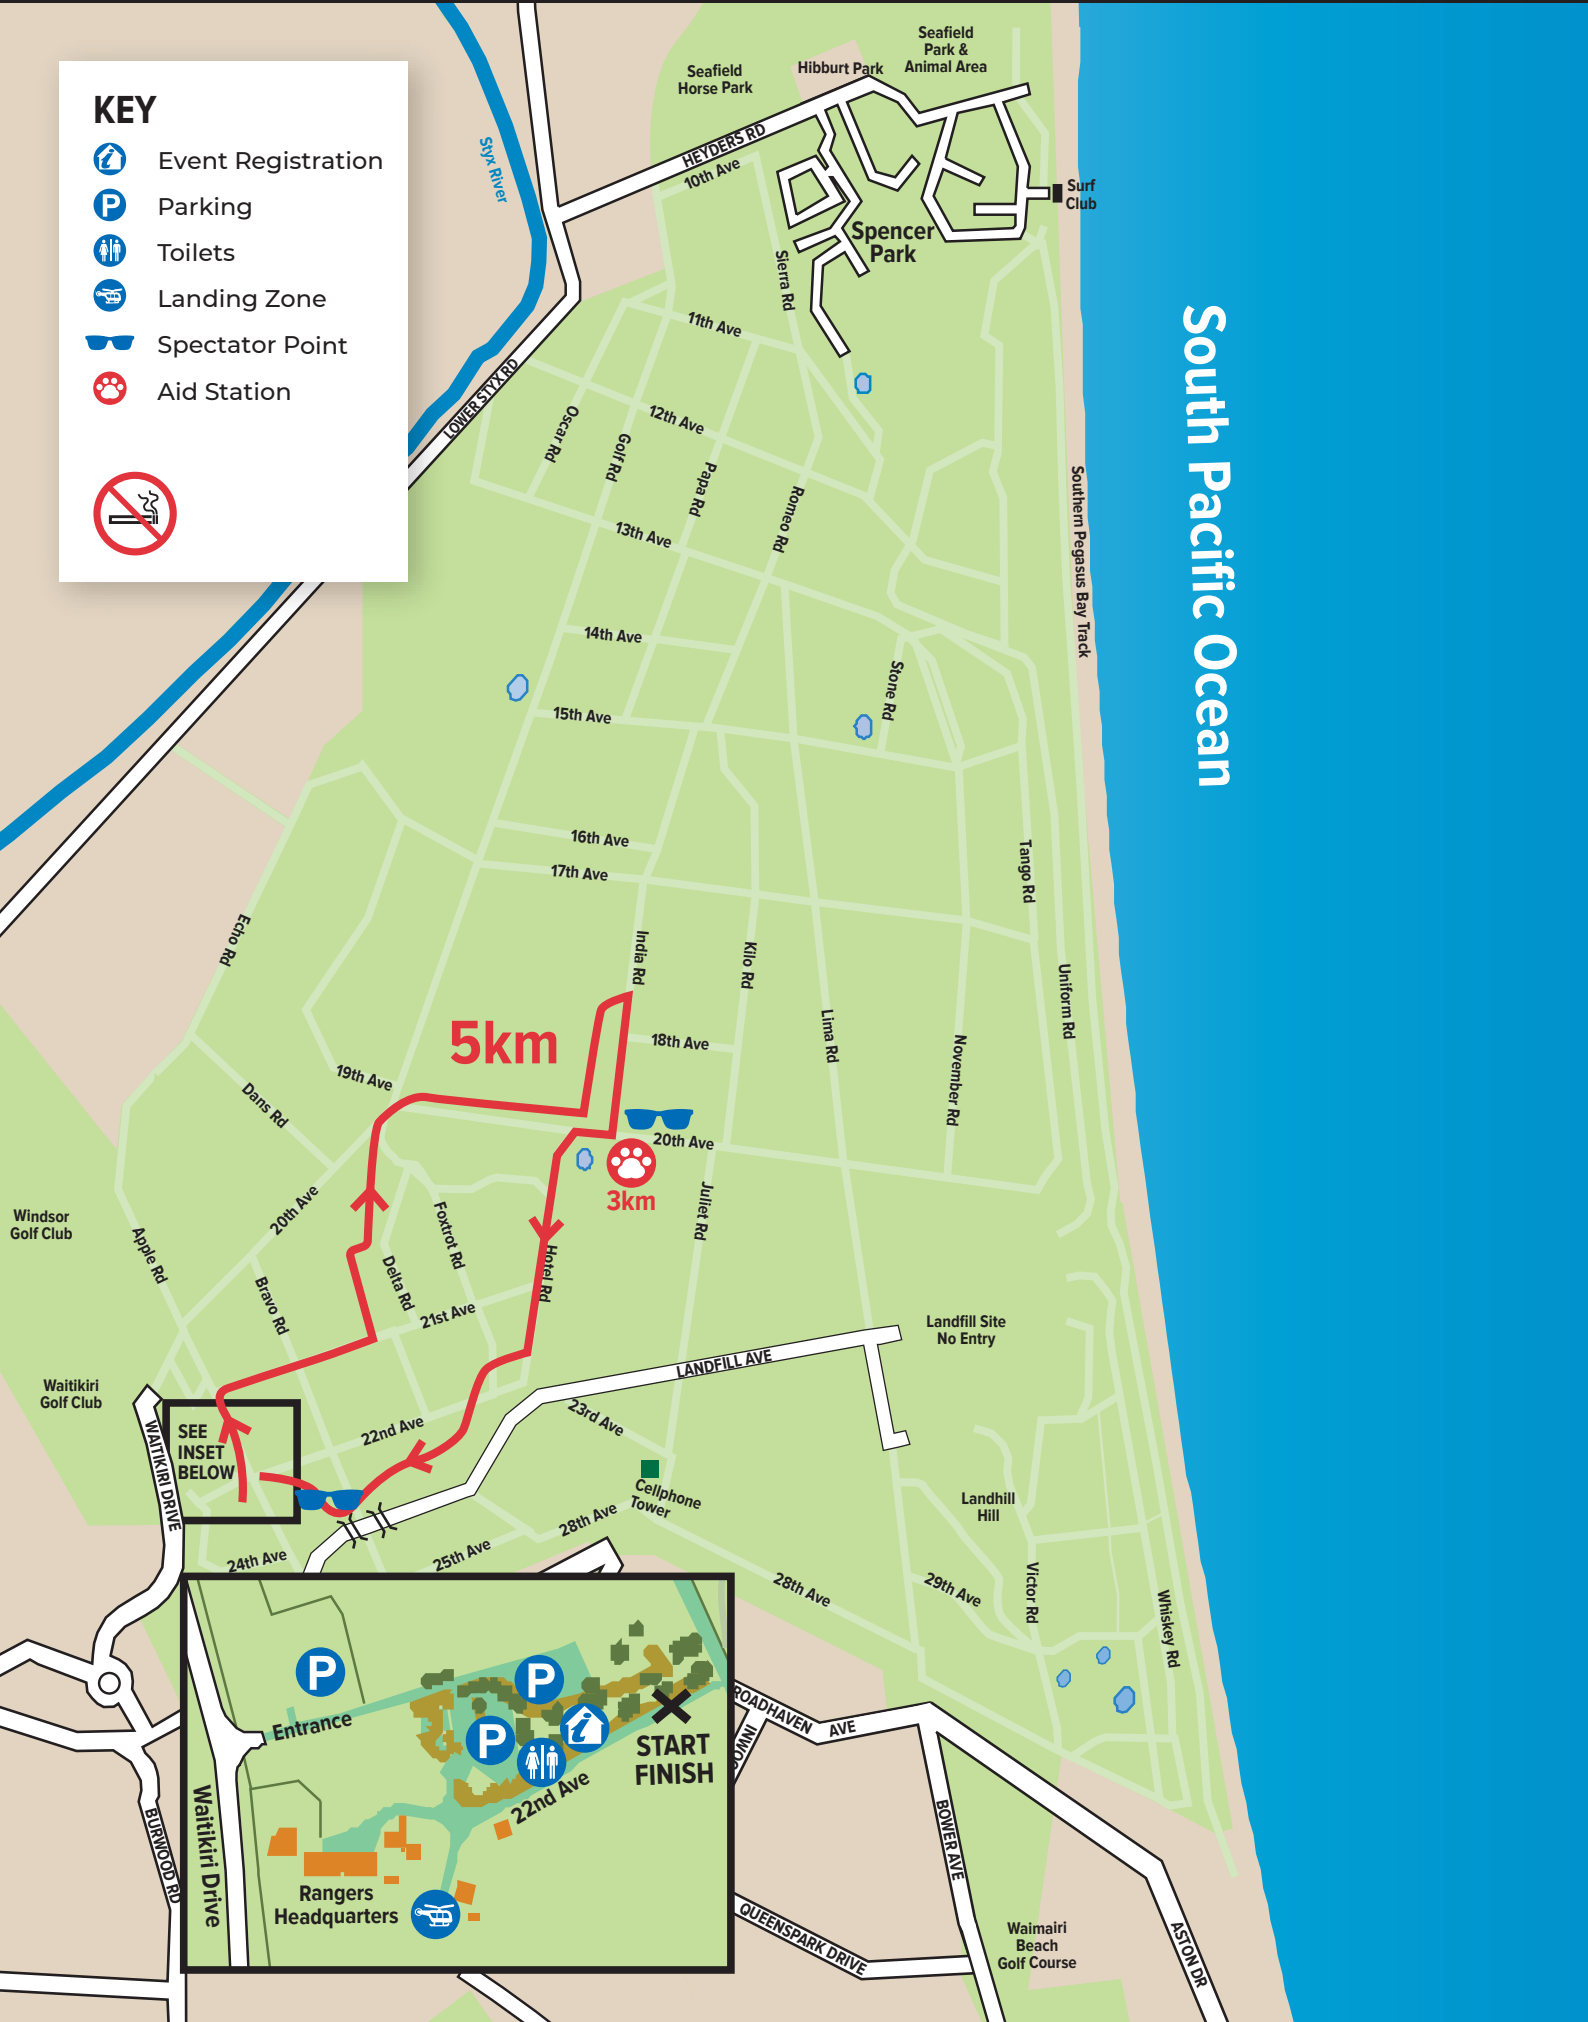 KEY
Event Registration
Parking
Toilets
Landing Zone
Spectator Point
Aid Station
Seafield
Park &
Animal Area
Hibburt Park
Seafield
Horse Park
HEYDERS RD
10th Ave
Styx River
Surf
Club
Spencer
Park
Sierra Rd
11th Ave
South Pacific Ocean
LOWER STYX RD
12th Ave
Oscar Rd
Golf Rd
Papa Rd
Romeo Rd
13th Ave
Southern Pegasus Bay Track
14th Ave
Stone Rd
15th Ave
16th Ave
17th Ave
Tango Rd
Echo Rd
India Rd
Kilo Rd
Uniform Rd
5km
18th Ave
Lima Rd
November Rd
19th Ave
Dans Rd
20th Ave
3km
Juliet Rd
Windsor
Golf Club
20th Ave
Apple Rd
Foxtrot Rd
Hotel Rd
Delta Rd
Bravo Rd
21st Ave
Landfill Site
No Entry
LANDFILL AVE
Waitikiri
Golf Club
23rd Ave
22nd Ave
SEE
INSET
BELOW
WAITIKIRI DRIVE
Cellphone
Tower
Landhill
Hill
28th Ave
25th Ave
24th Ave
28th Ave
29th Ave
Victor Rd
Whiskey Rd
P
P
P
i
Entrance
START
FINISH
22nd Ave
Waitikiri Drive
Rangers
Headquarters
ROADHAVEN AVE
OMNI
BURWOOD RD
BOWER AVE
QUEENSPARK DRIVE
Waimairi
Beach
Golf Course
ASTON DR